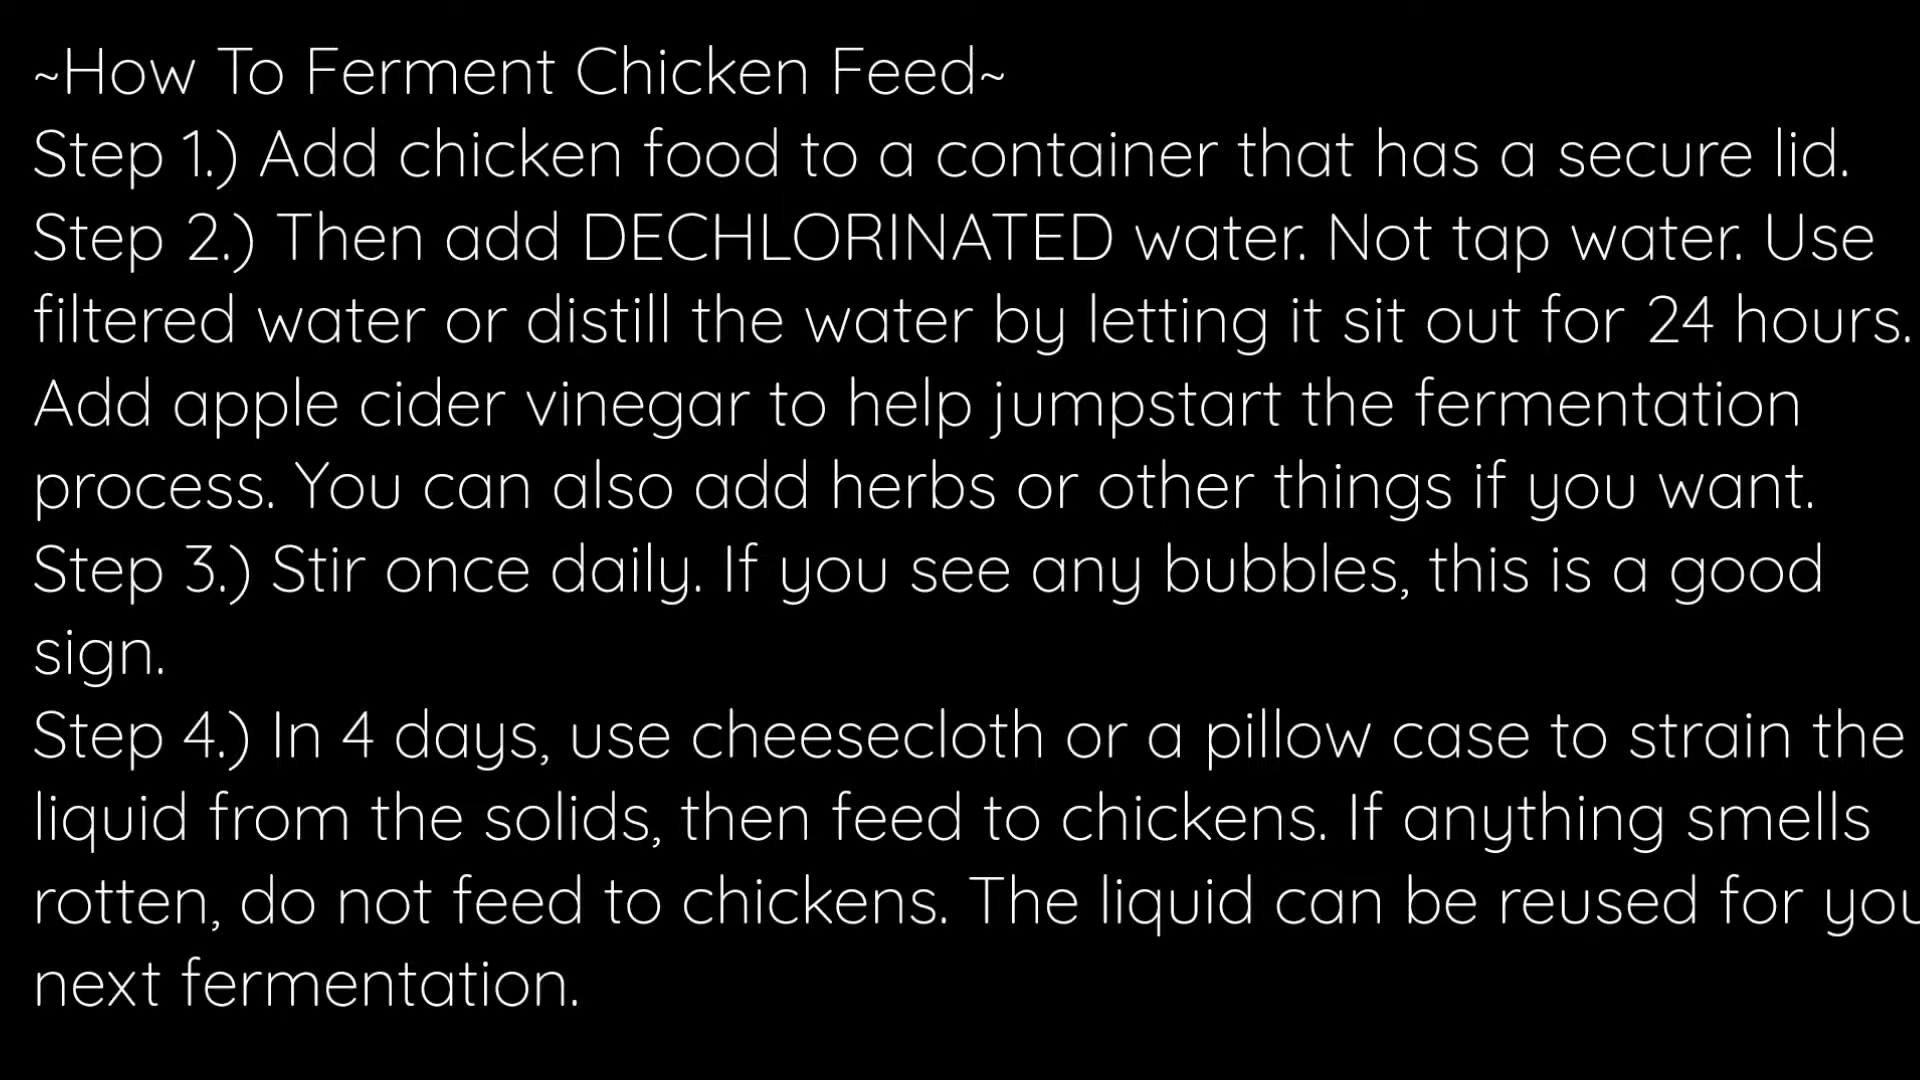 ~How To Ferment Chicken Feed~
Step 1.) Add chicken food to a container that has a secure lid.
Step 2.) Then add DECHLORINATED water. Not tap water. Use
filtered water or distill the water by letting it sit out for 24 hours.
Add apple cider vinegar to help jumpstart the fermentation
process. You can also add herbs or other things if you want.
Step 3.) Stir once daily. If you see any bubbles, this is a good
sign.
Step 4.) In 4 days, use cheesecloth or a pillow case to strain the
liquid from the solids, then feed to chickens. If anything smells
rotten, do not feed to chickens. The liquid can be reused for you
next fermentation.